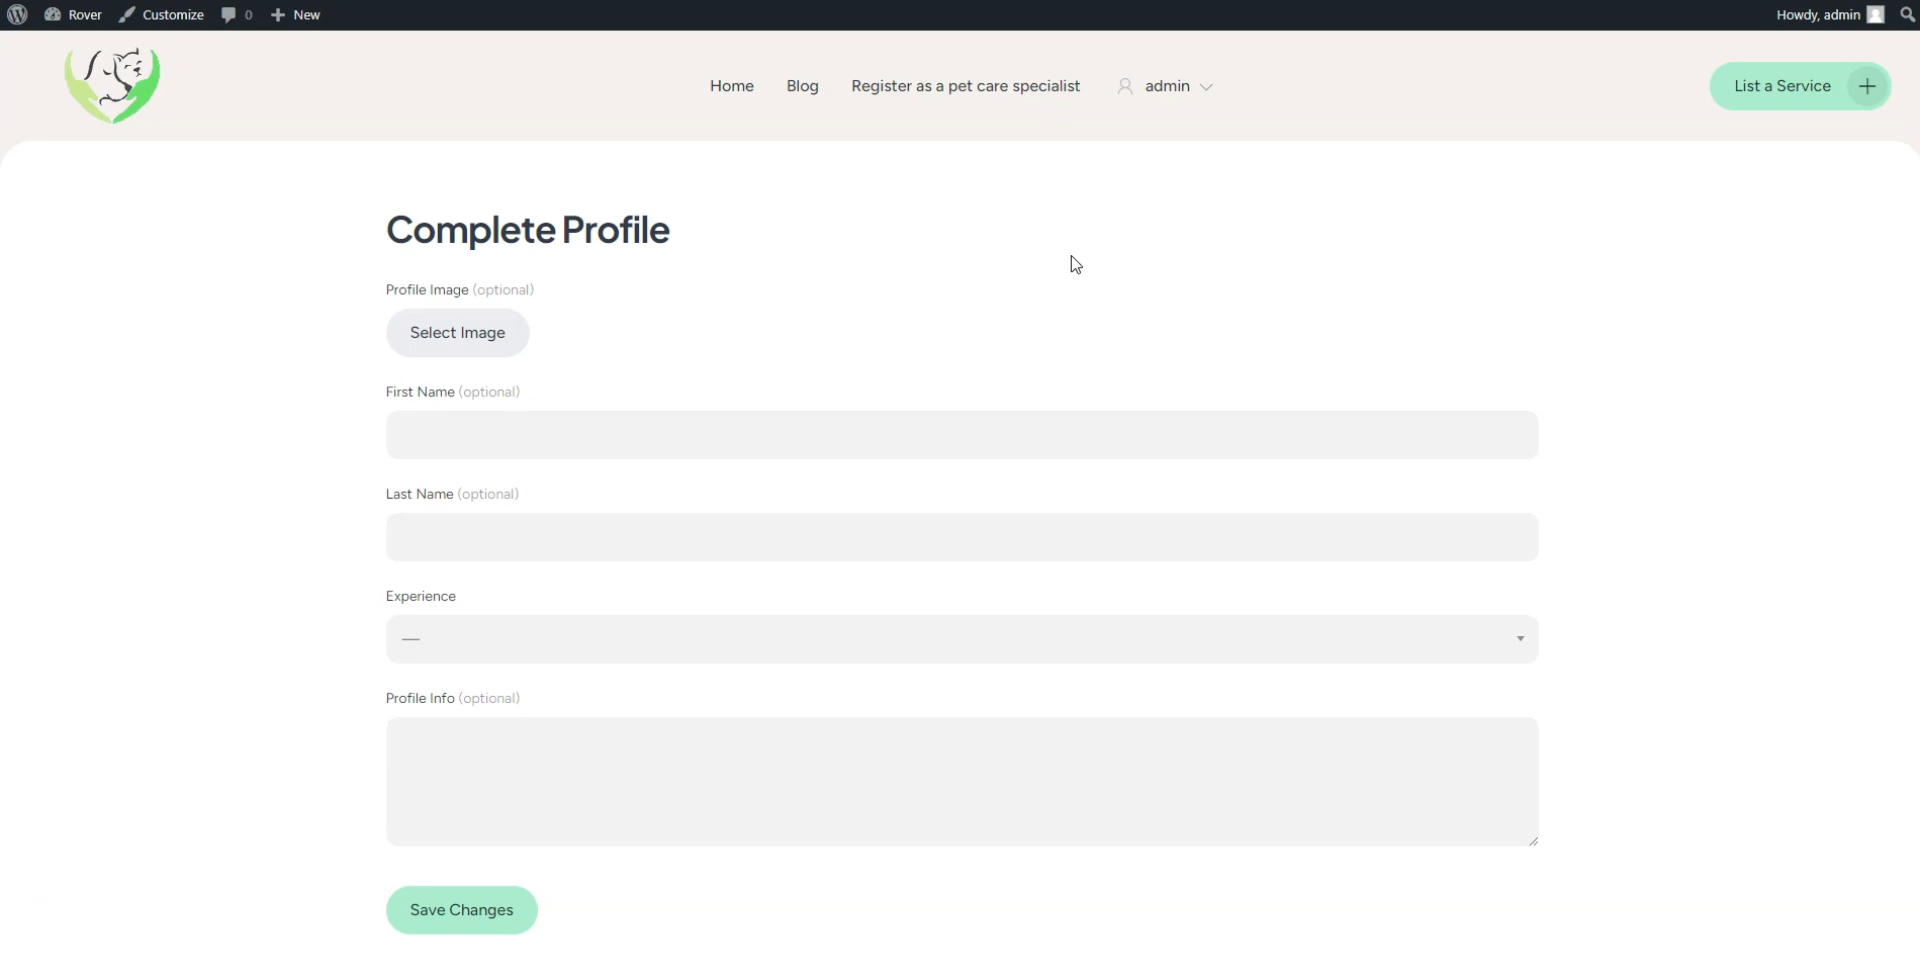 Rover Customize 0 New Howdy, admin
Home Blog Register as a pet care specialist admin List a Service
Complete Profile
Profile Image (optional)
Select Image
First Name (optional)
Last Name (optional)
Experience
—
Profile Info (optional)
Save Changes